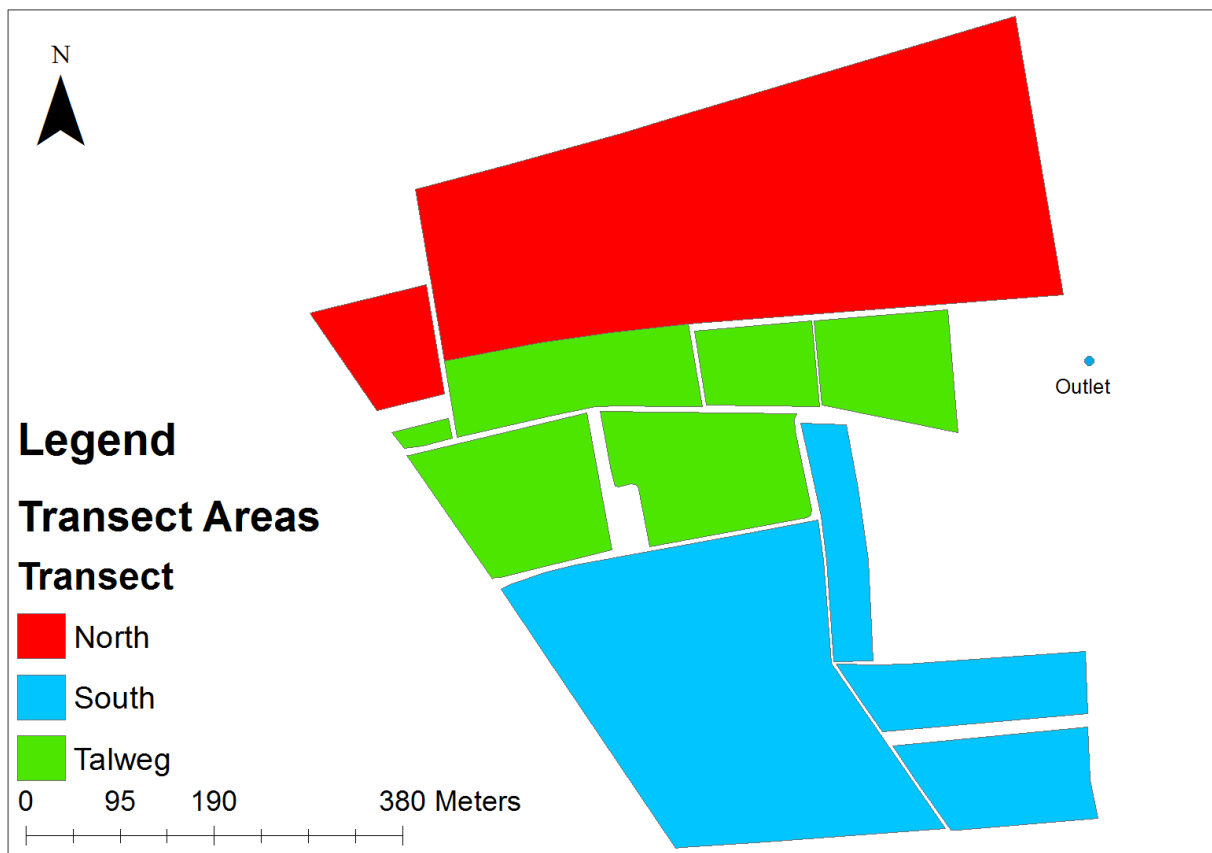 N
Outlet
Legend
Transect Areas
Transect
North
South
Talweg
0 95 190 380 Meters